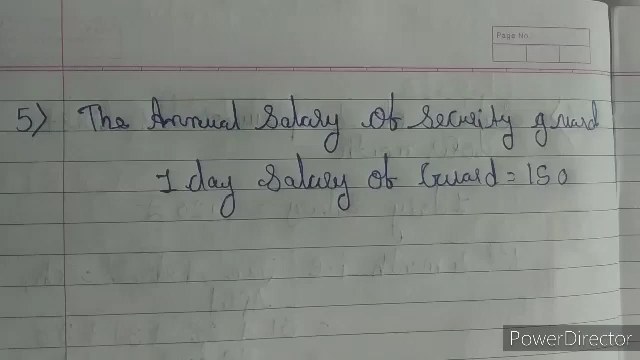 Page No.
5) The Annual Salary of Security guard
1 day Salary of Guard = 150
PowerDirector